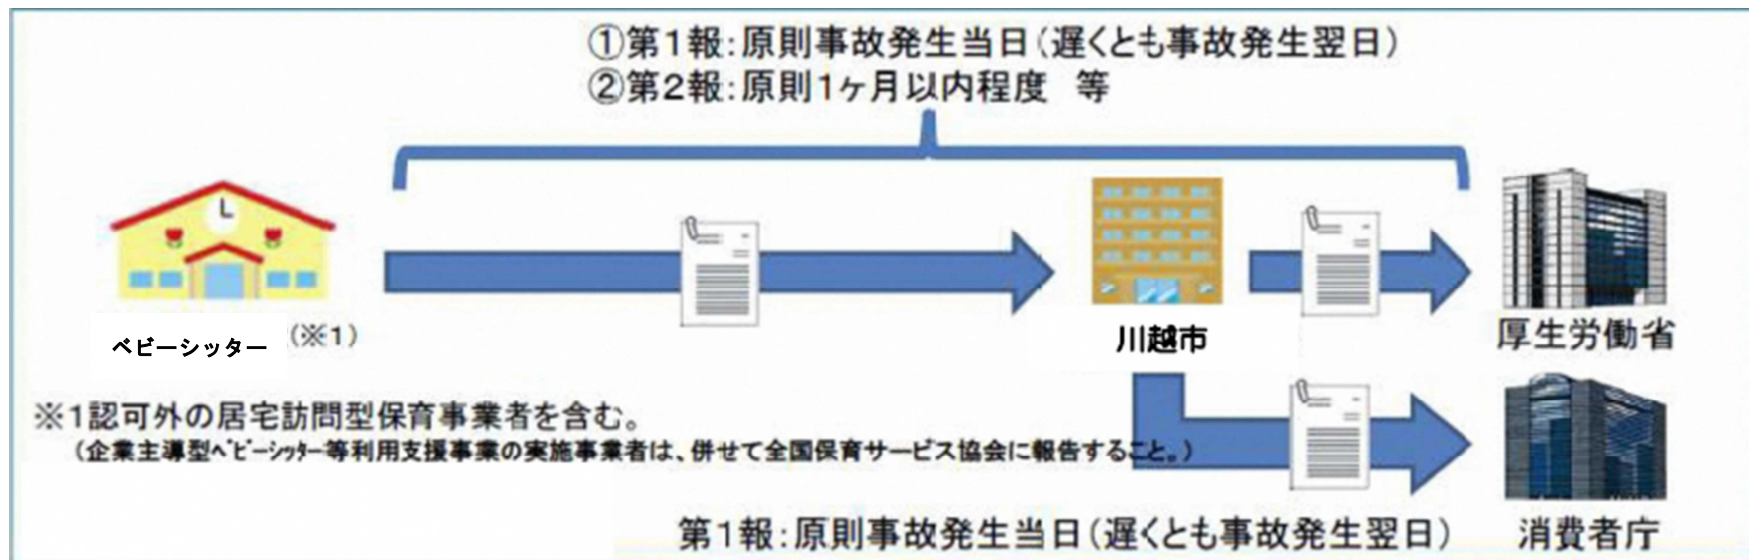 ①第1報:原則事故発生当日(遅くとも事故発生翌日)
②第2報:原則1ヶ月以内程度 等
ベビーシッター (※1)
川越市
厚生労働省
※1認可外の居宅訪問型保育事業者を含む。
(企業主導型ベビーシッター等利用支援事業の実施事業者は、併せて全国保育サービス協会に報告すること。)
第1報:原則事故発生当日(遅くとも事故発生翌日)
消費者庁